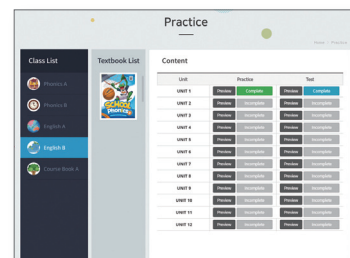 Practice
Home > Practice
Class List
Textbook List
Content
Phonics A
Phonics B
English A
English B
Course Book A
SCHOOL
Phonics
Unit Practice Test
UNIT 1 Preview Complete Preview Complete
UNIT 2 Preview Incomplete Preview Incomplete
UNIT 3 Preview Incomplete Preview Incomplete
UNIT 4 Preview Incomplete Preview Incomplete
UNIT 5 Preview Incomplete Preview Incomplete
UNIT 6 Preview Incomplete Preview Incomplete
UNIT 7 Preview Incomplete Preview Incomplete
UNIT 8 Preview Incomplete Preview Incomplete
UNIT 9 Preview Incomplete Preview Incomplete
UNIT 10 Preview Incomplete Preview Incomplete
UNIT 11 Preview Incomplete Preview Incomplete
UNIT 12 Preview Incomplete Preview Incomplete